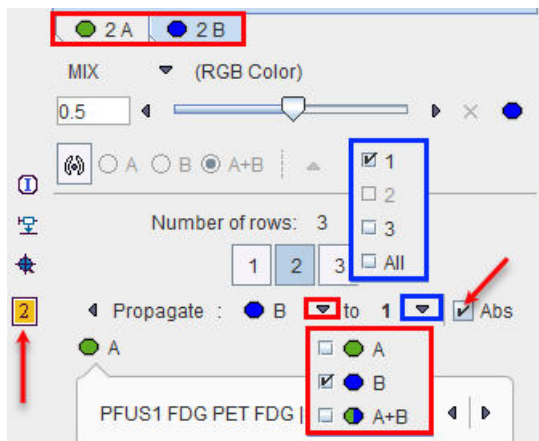 2 A 2 B
MIX (RGB Color)
0.5
A B A+B
1
2
3
All
Number of rows: 3
1 2 3
2
Propagate : B to 1 Abs
A
A
B
A+B
PFUS1 FDG PET FDG